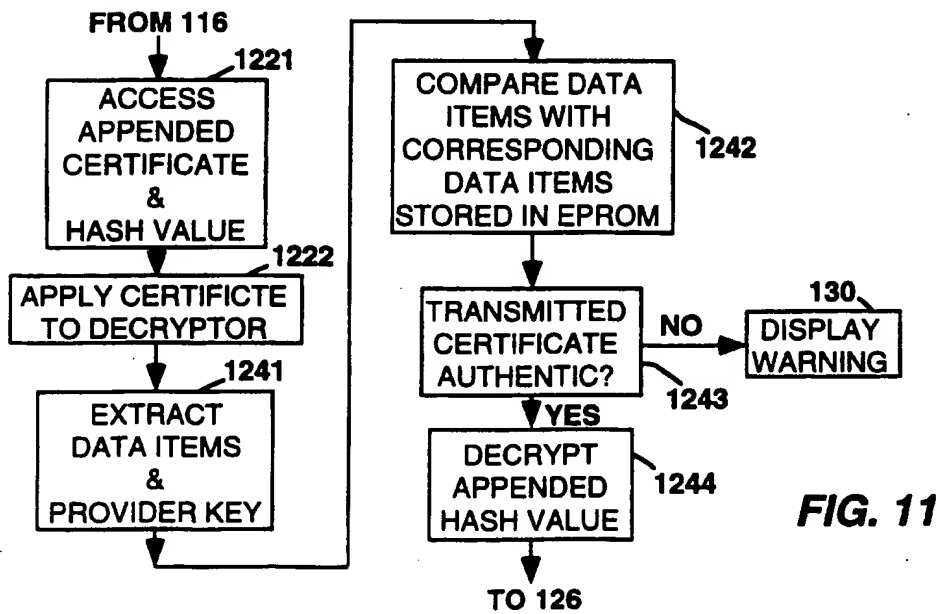 FROM 116
1221
ACCESS
APPENDED
CERTIFICATE
&
HASH VALUE
1222
APPLY CERTIFICTE
TO DECRYPTOR
1241
EXTRACT
DATA ITEMS
&
PROVIDER KEY
COMPARE DATA
ITEMS WITH
CORRESPONDING
DATA ITEMS
STORED IN EPROM
1242
TRANSMITTED
CERTIFICATE
AUTHENTIC?
1243
NO
130
DISPLAY
WARNING
YES
DECRYPT
APPENDED
HASH VALUE
1244
TO 126
FIG. 11